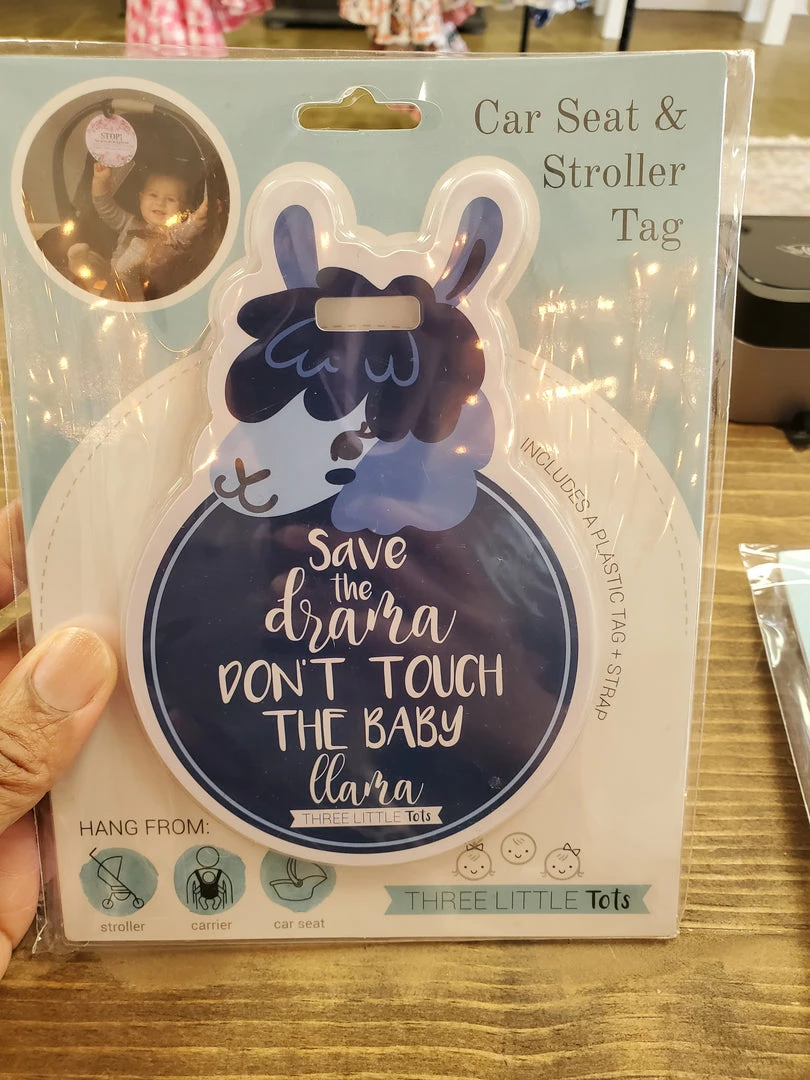 STOP!
Car Seat &
Stroller
Tag
INCLUDES A PLASTIC TAG + STRAP
Save
the
drama
DON'T TOUCH
THE BABY
llama
THREE LITTLE Tots
HANG FROM:
stroller
carrier
car seat
THREE LITTLE Tots